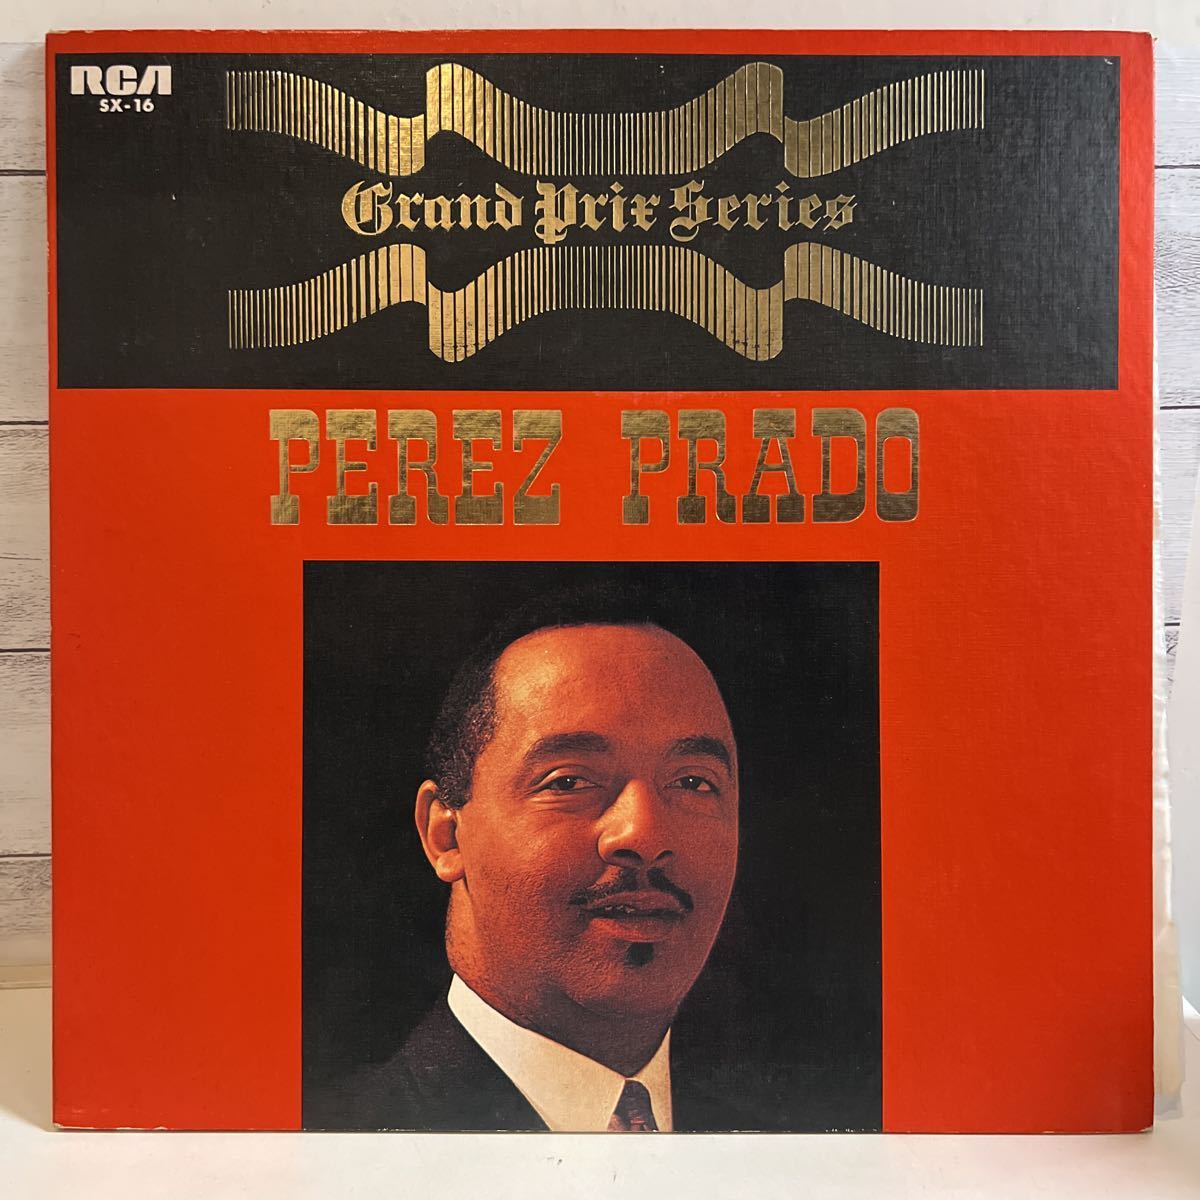 RCA
SX-16
Grand Prix Series
PEREZ PRADO